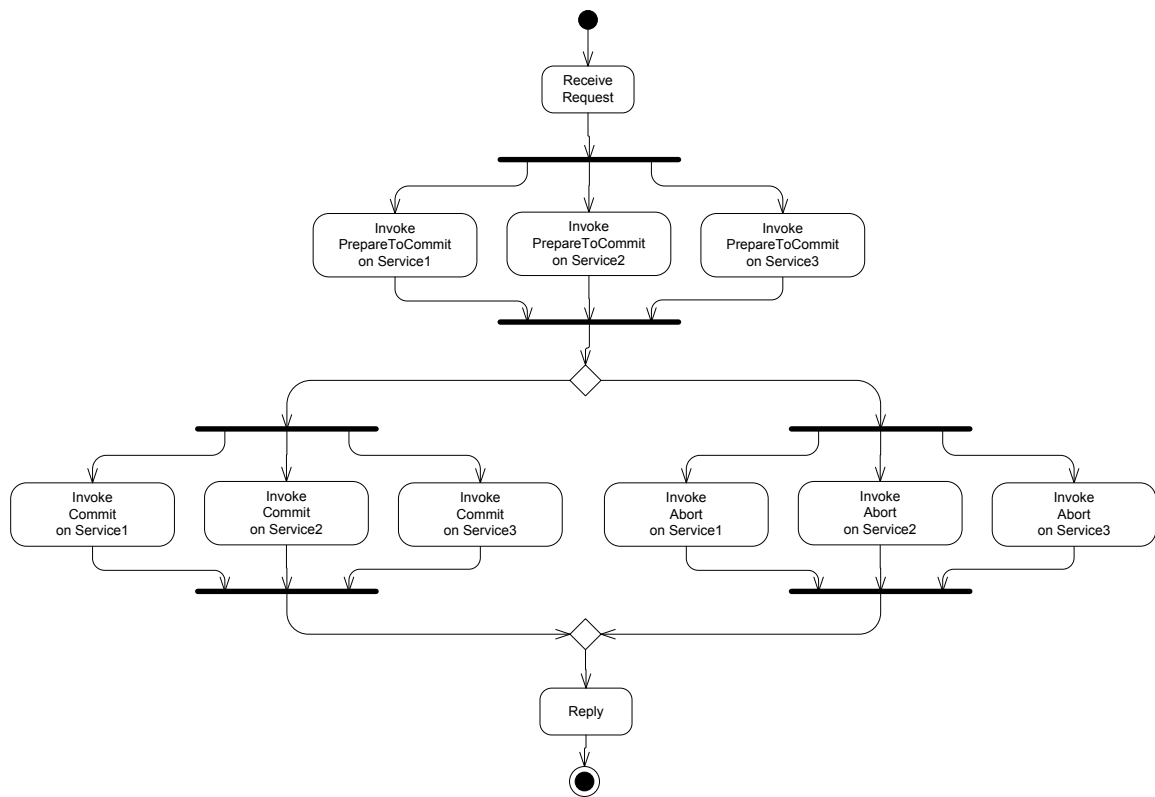 Receive
Request
Invoke
PrepareToCommit
on Service1
Invoke
PrepareToCommit
on Service2
Invoke
PrepareToCommit
on Service3
Invoke
Commit
on Service1
Invoke
Commit
on Service2
Invoke
Commit
on Service3
Invoke
Abort
on Service1
Invoke
Abort
on Service2
Invoke
Abort
on Service3
Reply